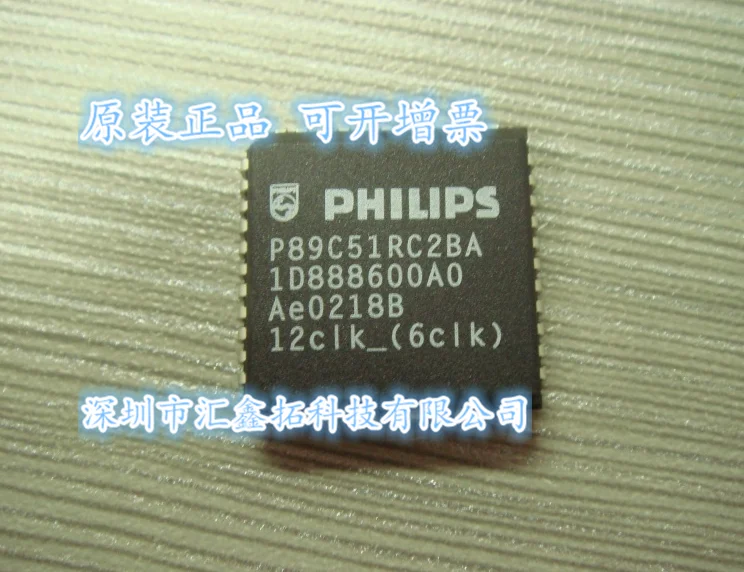 原装正品 可开增票
PHILIPS
P89C51RC2BA
1D888600A0
Ae0218B
12clk_(6clk)
深圳市汇鑫拓科技有限公司